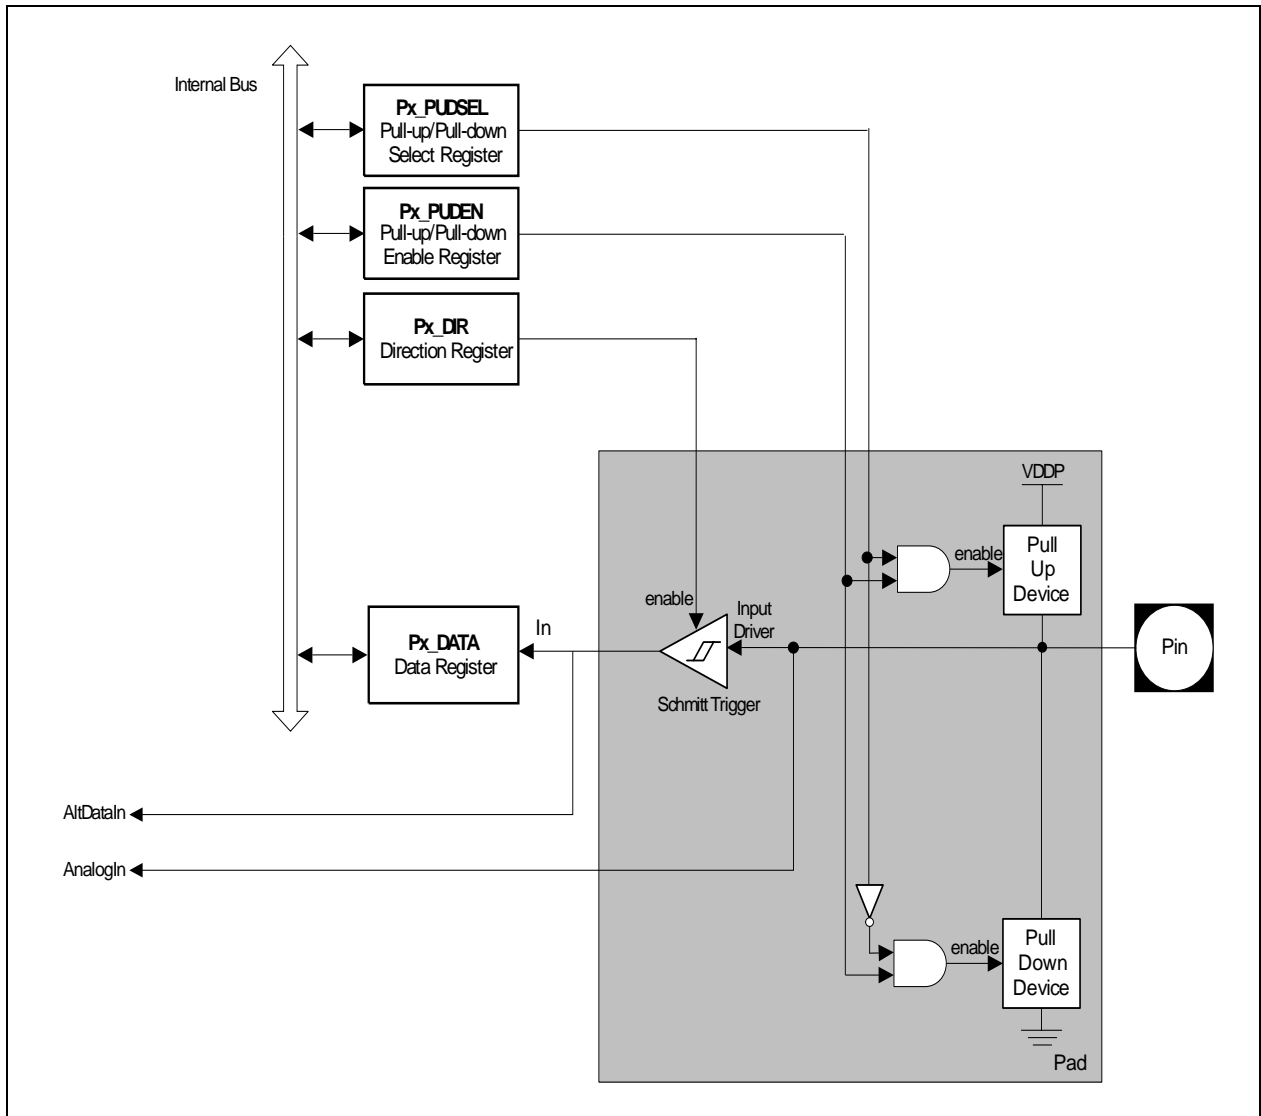 Internal Bus
Px_PUDSEL
Pull-up/Pull-down
Select Register
Px_PUDEN
Pull-up/Pull-down
Enable Register
Px_DIR
Direction Register
VDDP
enable
Pull
Up
Device
enable
Input
Driver
In
Px_DATA
Data Register
Schmitt Trigger
Pin
AltDataIn
AnalogIn
enable
Pull
Down
Device
Pad